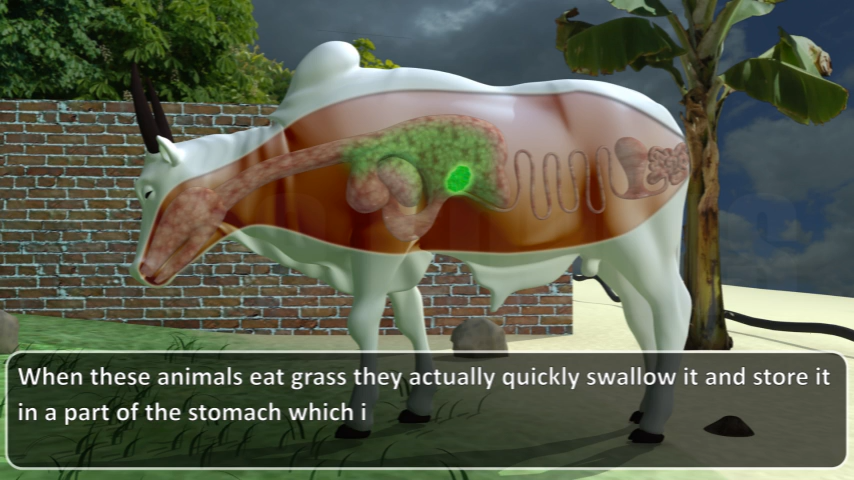 When these animals eat grass they actually quickly swallow it and store it
in a part of the stomach which i